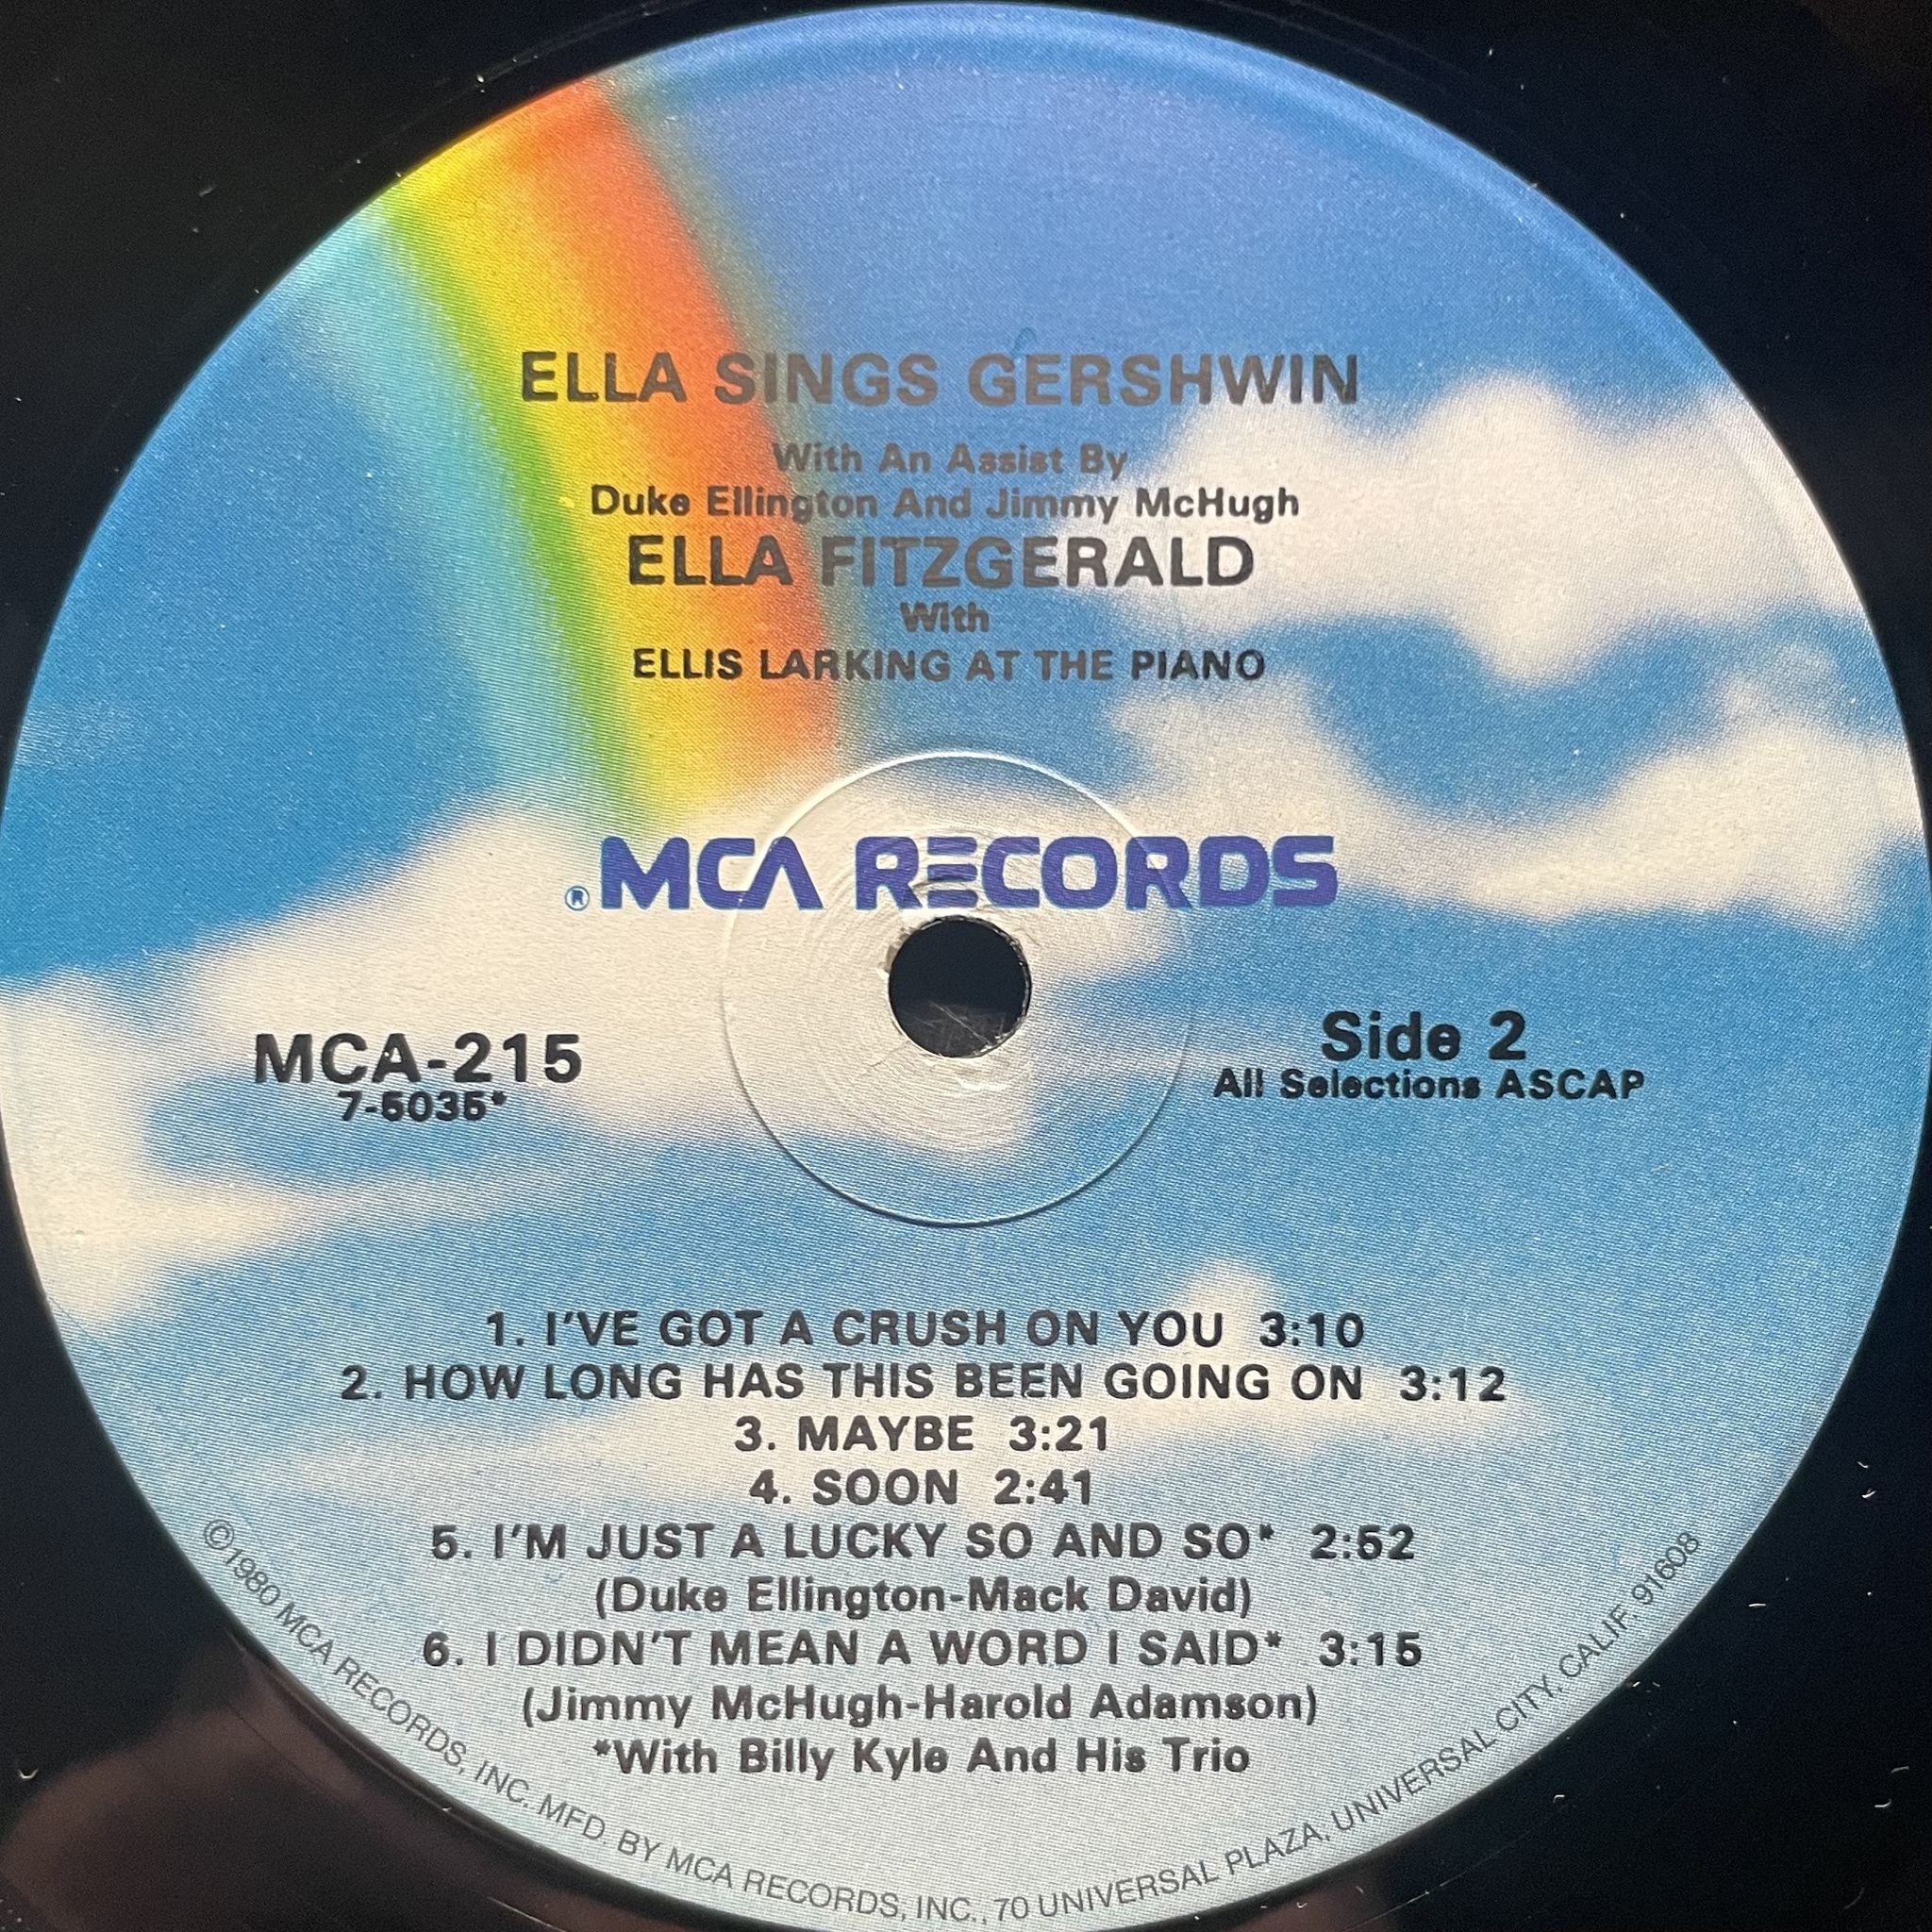 ELLA SINGS GERSHWIN
With An Assist By
Duke Ellington And Jimmy McHugh
ELLA FITZGERALD
With
ELLIS LARKING AT THE PIANO
® MCA RECORDS
MCA-215
7-5035*
Side 2
All Selections ASCAP
1. I'VE GOT A CRUSH ON YOU 3:10
2. HOW LONG HAS THIS BEEN GOING ON 3:12
3. MAYBE 3:21
4. SOON 2:41
5. I'M JUST A LUCKY SO AND SO* 2:52
(Duke Ellington-Mack David)
6. I DIDN'T MEAN A WORD I SAID* 3:15
(Jimmy McHugh-Harold Adamson)
*With Billy Kyle And His Trio
©1980 MCA RECORDS, INC. MFD. BY MCA RECORDS, INC., 70 UNIVERSAL PLAZA, UNIVERSAL CITY, CALIF. 91608